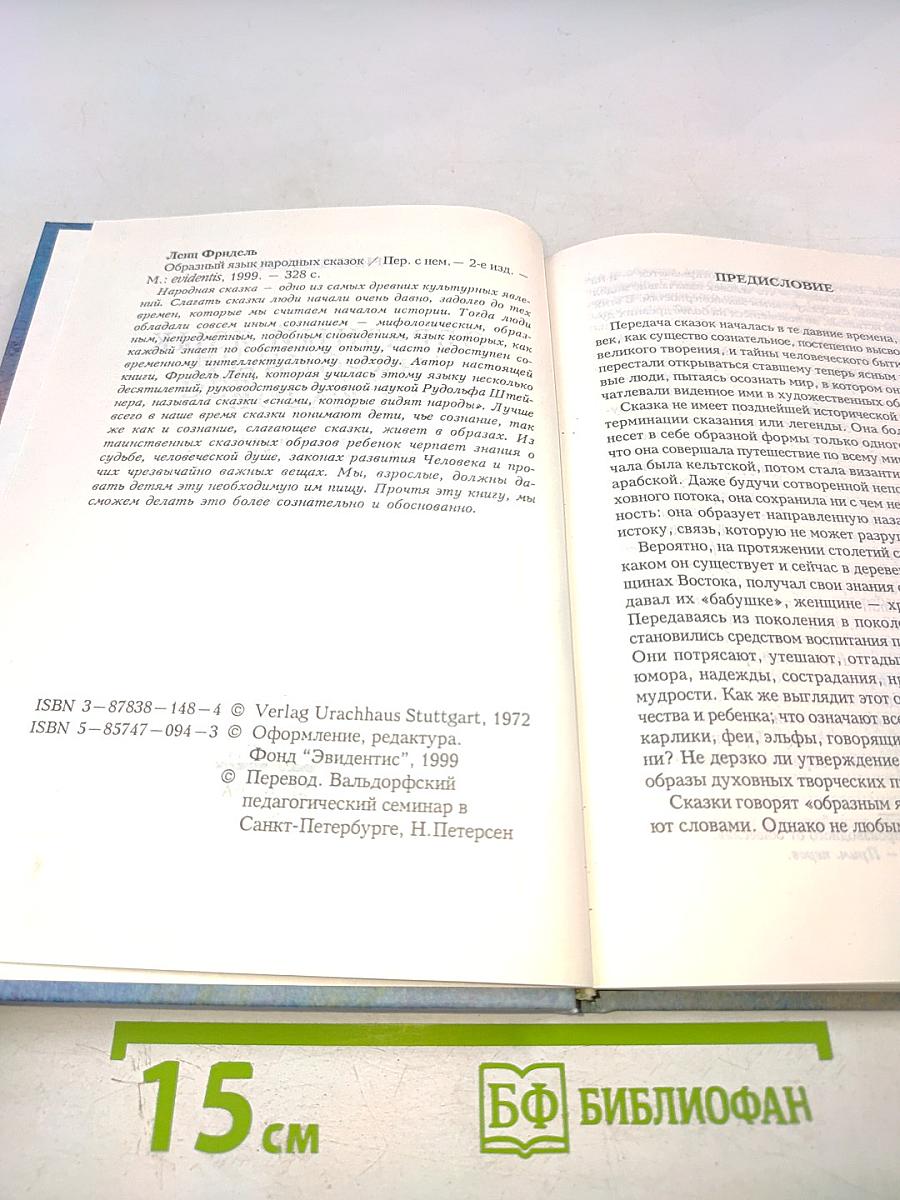 Ленц Фридель
Образный язык народных сказок / Пер. с нем. — 2-е изд. —
М.: evidentis, 1999. — 328 с.
Народная сказка — одно из самых древних культурных явле-
ний. Слагать сказки люди начали очень давно, задолго до тех
времен, которые мы считаем началом истории. Тогда люди
обладали совсем иным сознанием — мифологическим, образ-
ным, непредметным, подобным сновидениям, язык которых, как
каждый знает по собственному опыту, часто недоступен со-
временному интеллектуальному подходу. Автор настоящей
книги, Фридель Ленц, которая училась этому языку несколько
десятилетий, руководствуясь духовной наукой Рудольфа Штей-
нера, называла сказки «снами, которые видят народы». Лучше
всего в наше время сказки понимают дети, чье сознание, так
же как и сознание, слагающее сказки, живет в образах. Из
таинственных сказочных образов ребенок черпает знания о
судьбе, человеческой душе, законах развития Человека и про-
чих чрезвычайно важных вещах. Мы, взрослые, должны да-
вать детям эту необходимую им пищу. Прочтя эту книгу, мы
сможем делать это более сознательно и обоснованно.
ISBN 3—87838—148—4 © Verlag Urachhaus Stuttgart, 1972
ISBN 5—85747—094—3 © Оформление, редактура.
Фонд "Эвидентис", 1999
© Перевод. Вальдорфский
педагогический семинар в
Санкт-Петербурге, Н.Петерсен
ПРЕДИСЛОВИЕ
Передача сказок началась в те давние времена,
век, как существо сознательное, постепенно высво
великого творения, и тайны человеческого быти
перестали открываться ставшему теперь ясным
вые люди, пытаясь осознать мир, в котором он
чатлевали виденное ими в художественных об
Сказка не имеет позднейшей исторической
терминации сказания или легенды. Она бол
несет в себе образной формы только одног
что она совершала путешествие по всему ми
чала была кельтской, потом стала византи
арабской. Даже будучи сотворенной непо
ховного потока, она сохранила ни с чем не
ность: она образует направленную наза
истоку, связь, которую не может разру
Вероятно, на протяжении столетий с
каком он существует и сейчас в деревен
щинах Востока, получал свои знания
давал их «бабушке», женщине — хр
Передаваясь из поколения в покол
становились средством воспитания п
Они потрясают, утешают, отгады
юмора, надежды, сострадания, нр
мудрости. Как же выглядит этот с
чества и ребенка; что означают все
карлики, феи, эльфы, говорящи
ни? Не дерзко ли утверждение
образы духовных творческих п
Сказки говорят «образным я
ют словами. Однако не любы
15 см
БФ БИБЛИОФАН